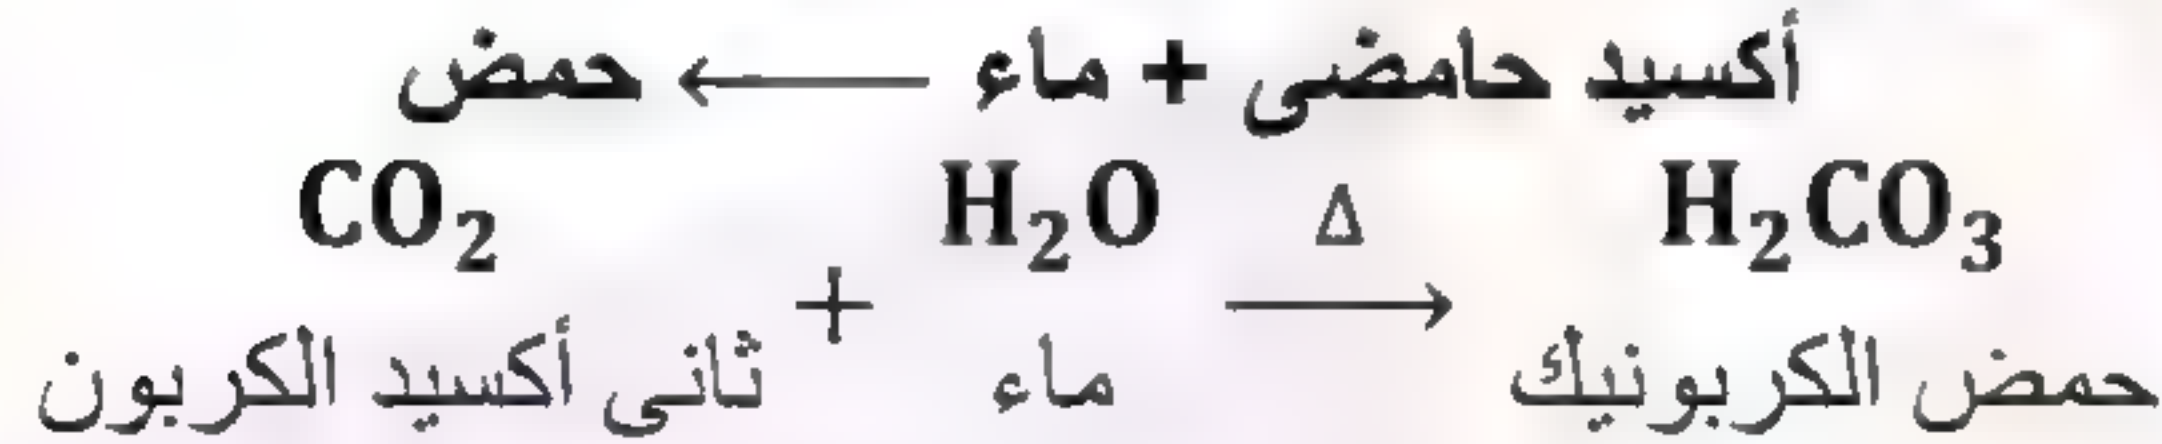 أكسيد حامضى + ماء ← حمض
CO₂ + H₂O Δ→ H₂CO₃
ثانى أكسيد الكربون ماء حمض الكربونيك